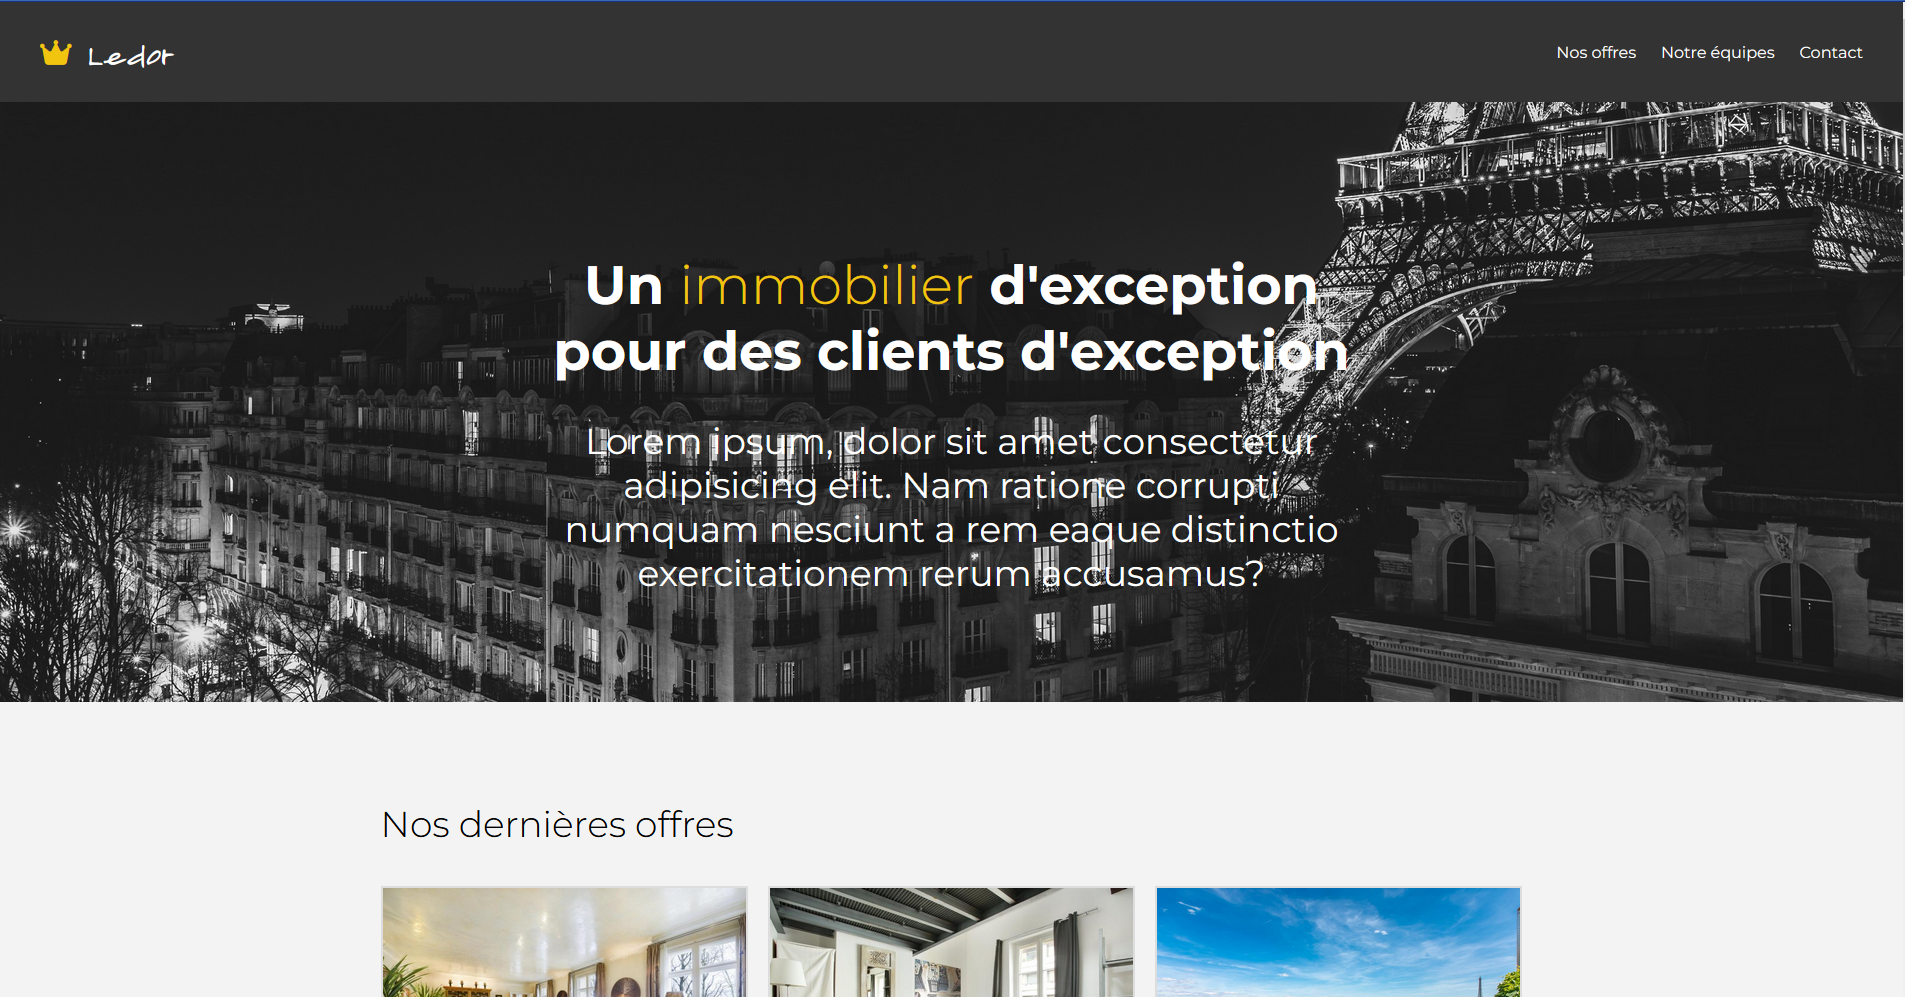 Ledor
Nos offres Notre équipes Contact
Un immobilier d'exception
pour des clients d'exception
Lorem ipsum, dolor sit amet consectetur
adipisicing elit. Nam ratione corrupti
numquam nesciunt a rem eaque distinctio
exercitationem rerum accusamus?
Nos dernières offres